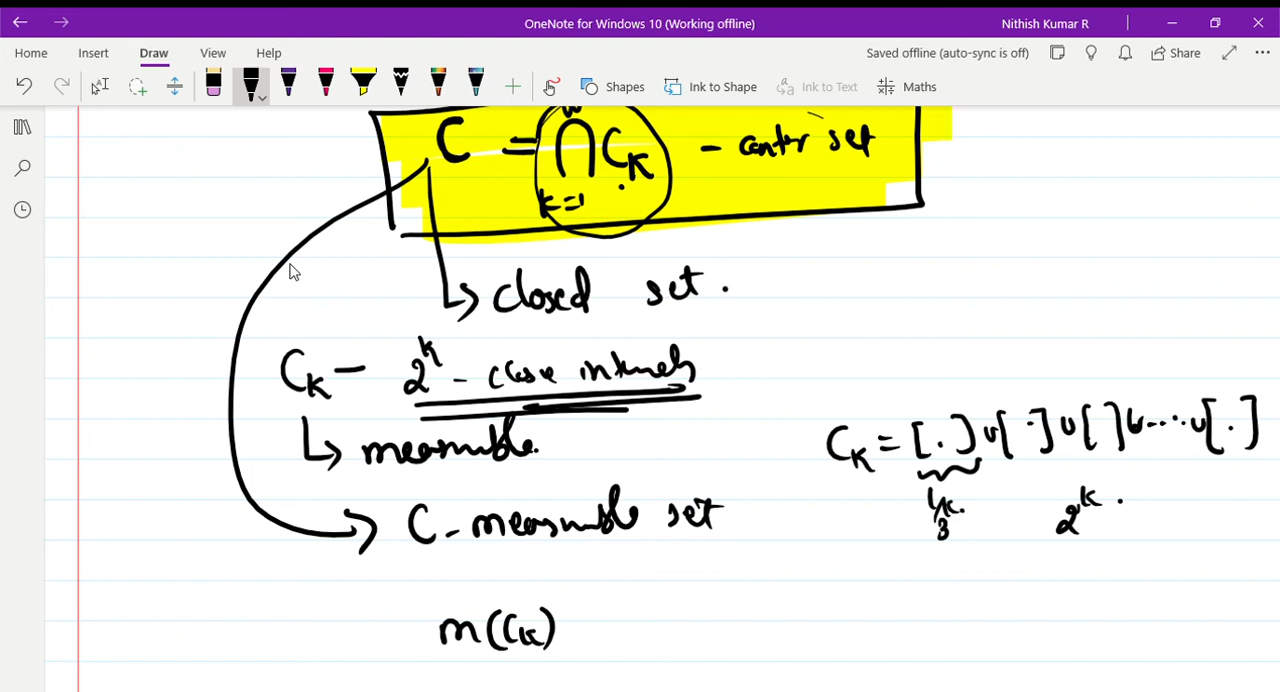 OneNote for Windows 10 (Working offline)
Nithish Kumar R
Home Insert Draw View Help
Saved offline (auto-sync is off)
Share
Shapes
Ink to Shape
Ink to Text
Maths
C = ⋂ C_K - cantor set
k=1
↳ closed set.
C_K - 2^k - close intervals
↳ measurable.
C_K = [ . ] ∪ [ . ] ∪ [ ] ∪ ..... ∪ [ . ]
1/3^k. 2^k .
C - measurable set
m(C_K)